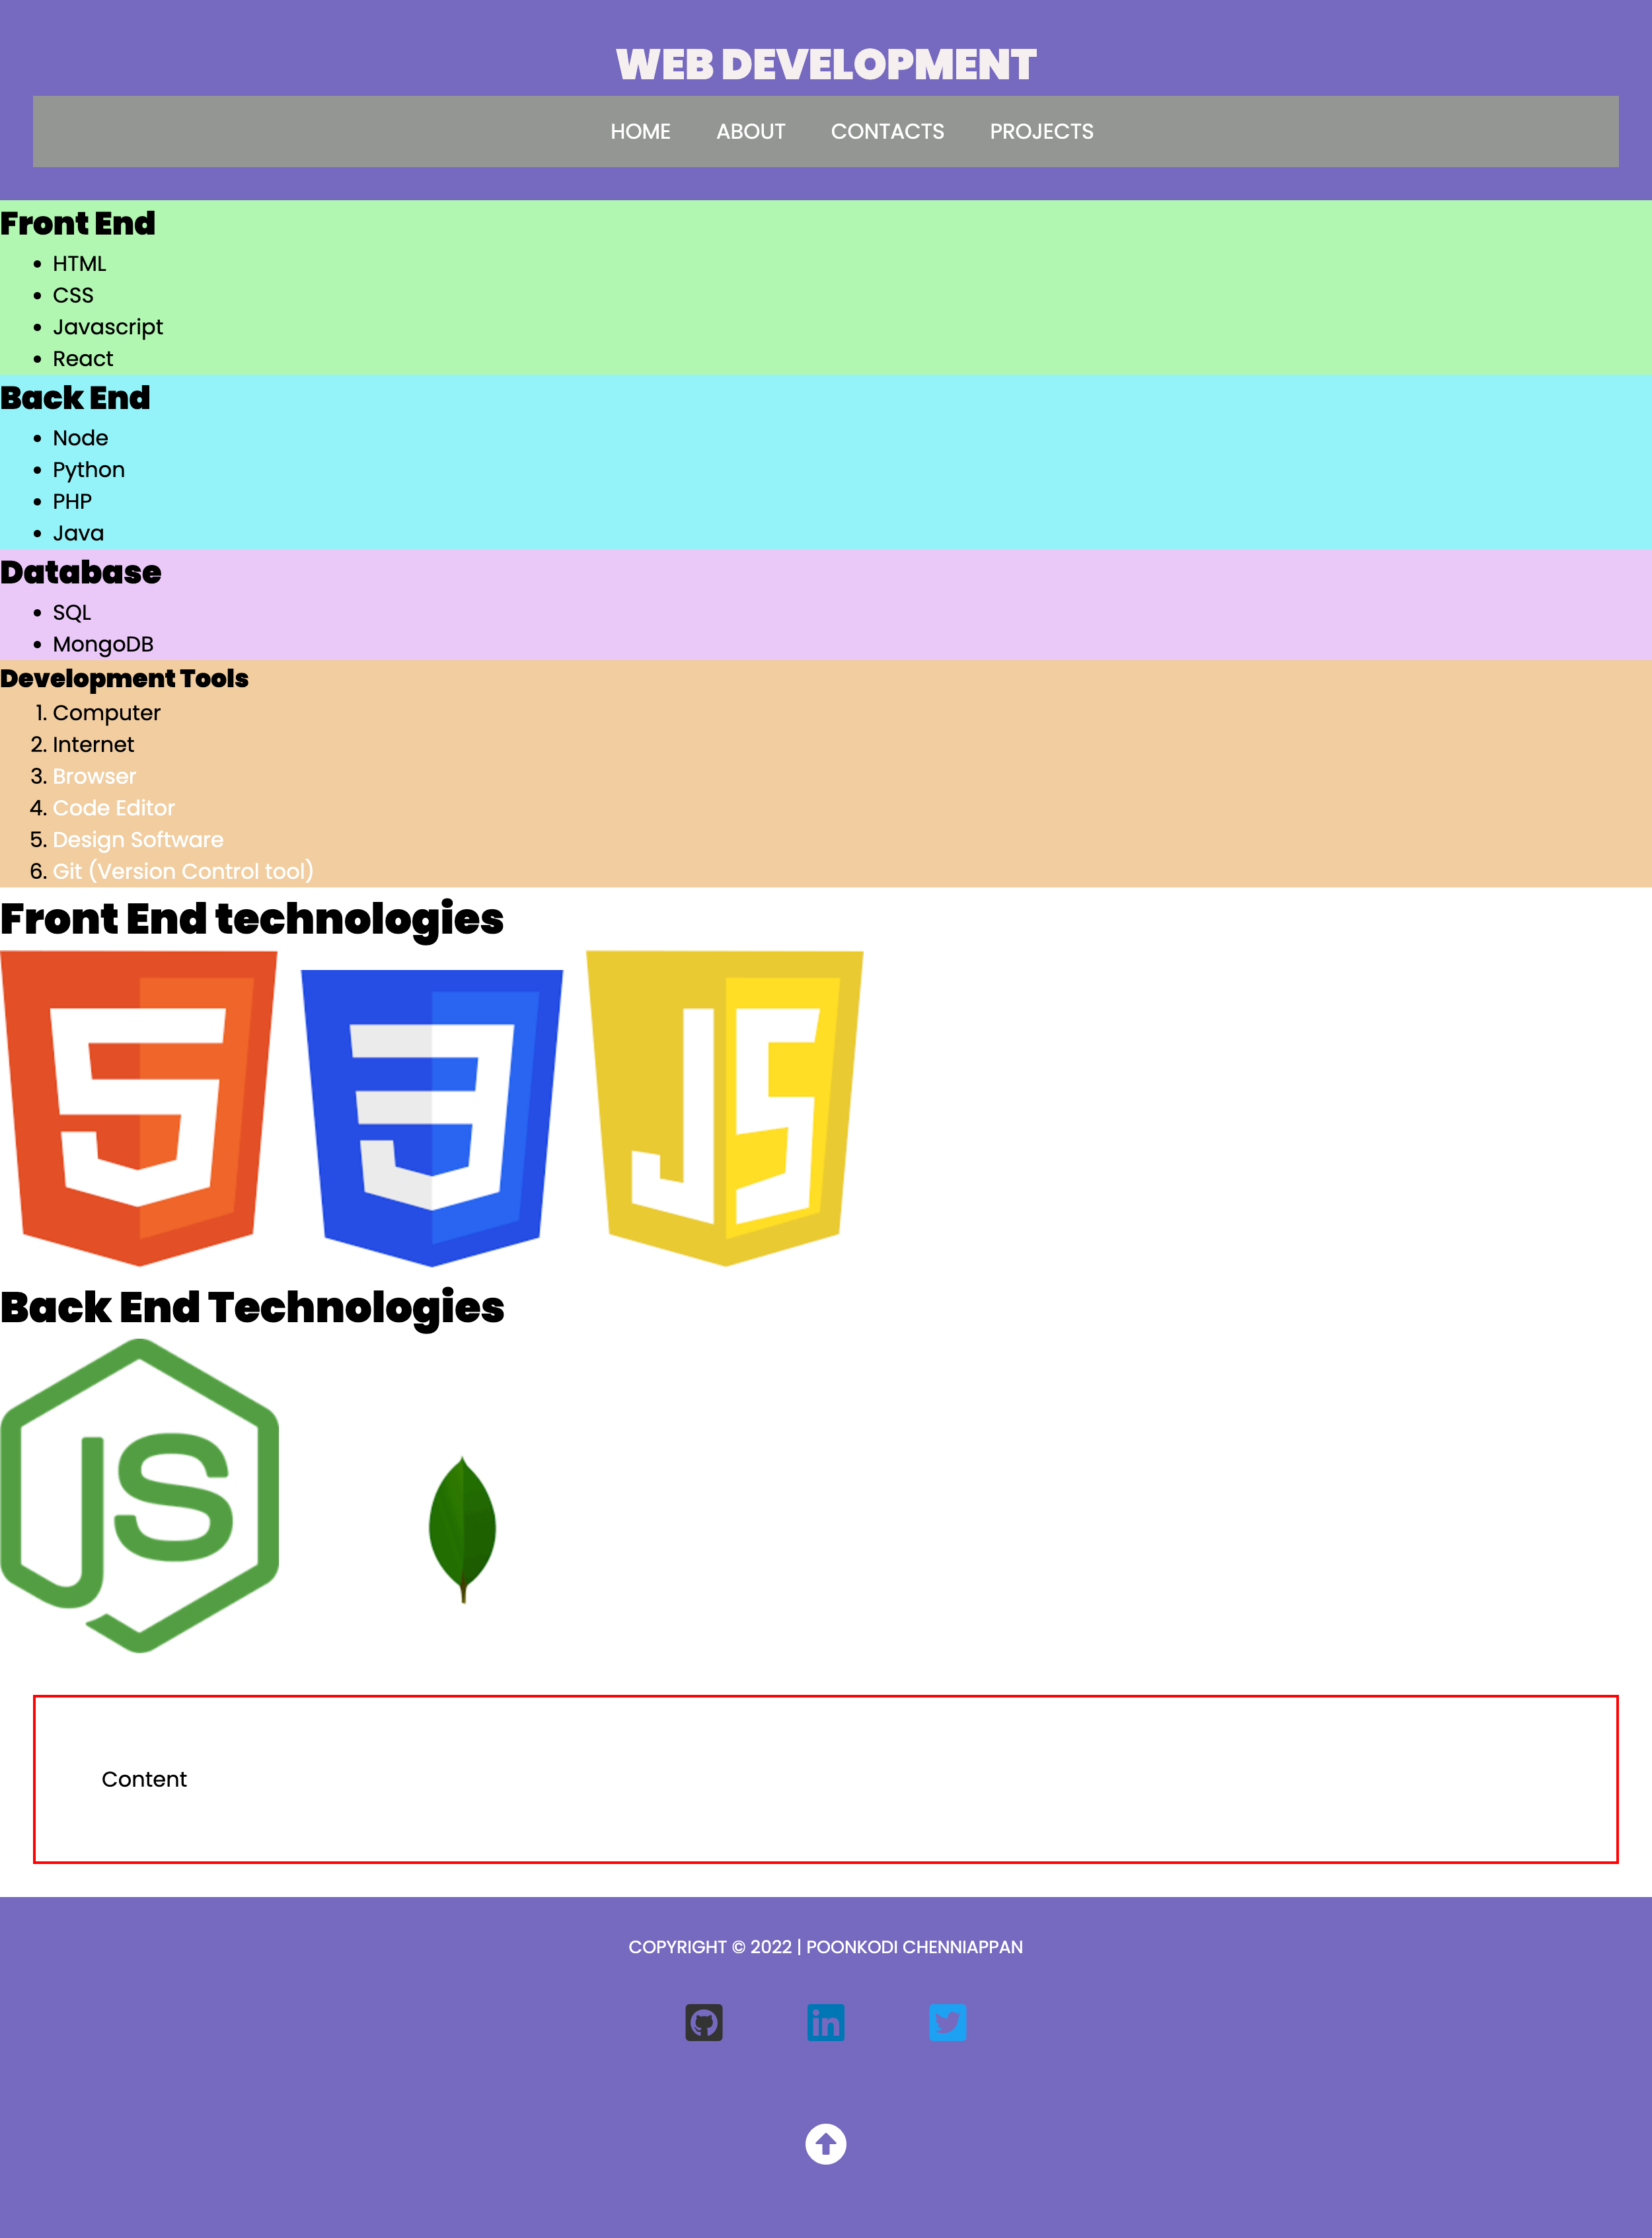 WEB DEVELOPMENT
HOME ABOUT CONTACTS PROJECTS
Front End
• HTML
• CSS
• Javascript
• React
Back End
• Node
• Python
• PHP
• Java
Database
• SQL
• MongoDB
Development Tools
1. Computer
2. Internet
3. Browser
4. Code Editor
5. Design Software
6. Git (Version Control tool)
Front End technologies
5 3 JS
Back End Technologies
JS
Content
COPYRIGHT © 2022 | POONKODI CHENNIAPPAN
in